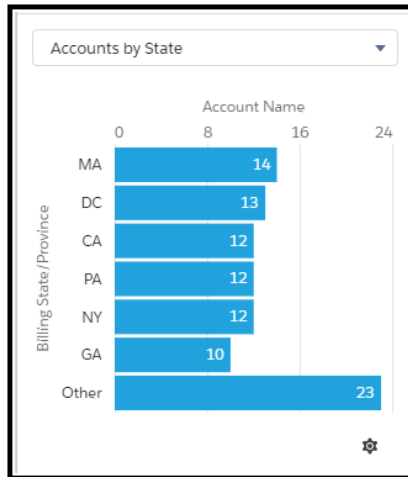 Accounts by State
Account Name
0 8 16 24
Billing State/Province
MA 14
DC 13
CA 12
PA 12
NY 12
GA 10
Other 23